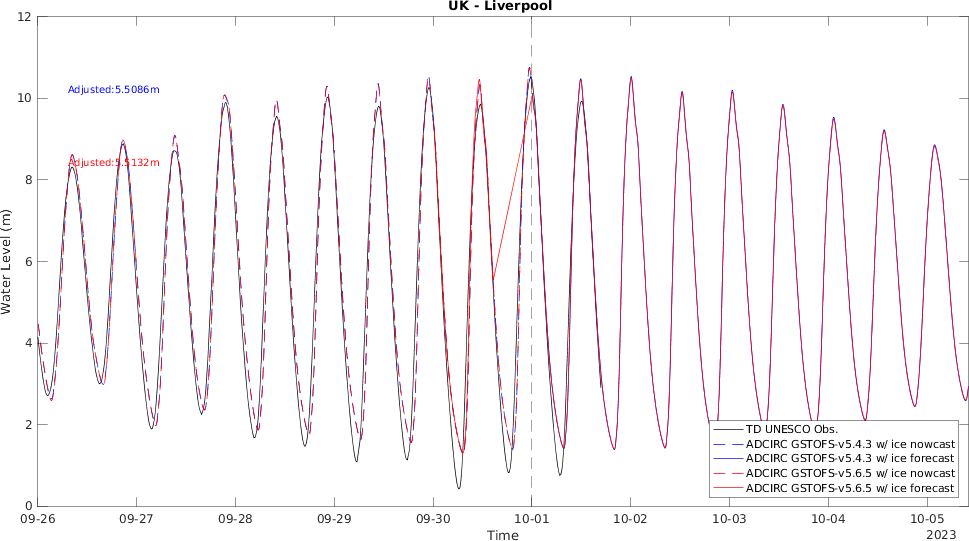 UK - Liverpool
12
Adjusted:5.5086m
10
Adjusted:5.5132m
8
6
4
2
0
Water Level (m)
TD UNESCO Obs.
ADCIRC GSTOFS-v5.4.3 w/ ice nowcast
ADCIRC GSTOFS-v5.4.3 w/ ice forecast
ADCIRC GSTOFS-v5.6.5 w/ ice nowcast
ADCIRC GSTOFS-v5.6.5 w/ ice forecast
09-26 09-27 09-28 09-29 09-30 10-01 10-02 10-03 10-04 10-05
Time
2023